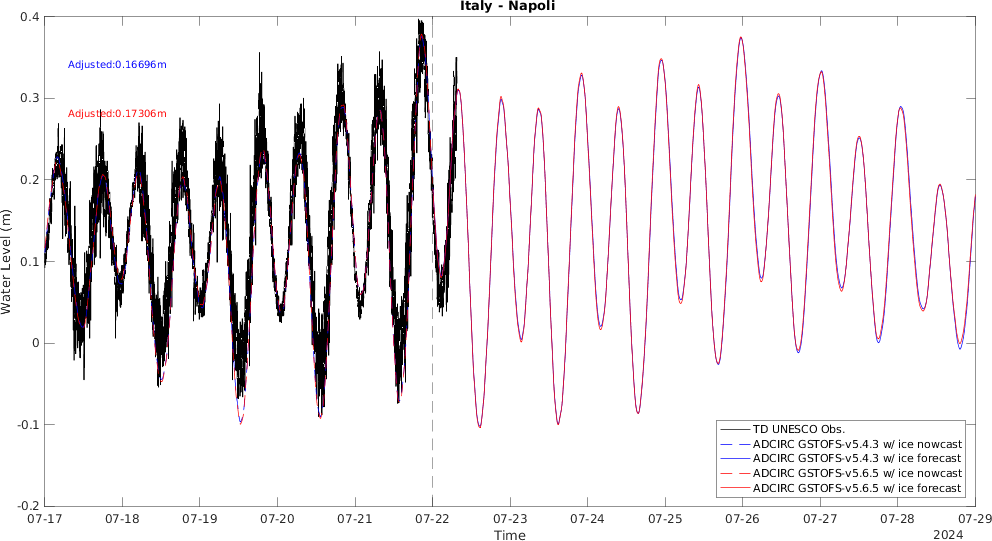 Italy - Napoli
0.4
0.3
0.2
0.1
0
-0.1
-0.2
Water Level (m)
Adjusted:0.16696m
Adjusted:0.17306m
TD UNESCO Obs.
ADCIRC GSTOFS-v5.4.3 w/ ice nowcast
ADCIRC GSTOFS-v5.4.3 w/ ice forecast
ADCIRC GSTOFS-v5.6.5 w/ ice nowcast
ADCIRC GSTOFS-v5.6.5 w/ ice forecast
07-17 07-18 07-19 07-20 07-21 07-22 07-23 07-24 07-25 07-26 07-27 07-28 07-29
Time
2024